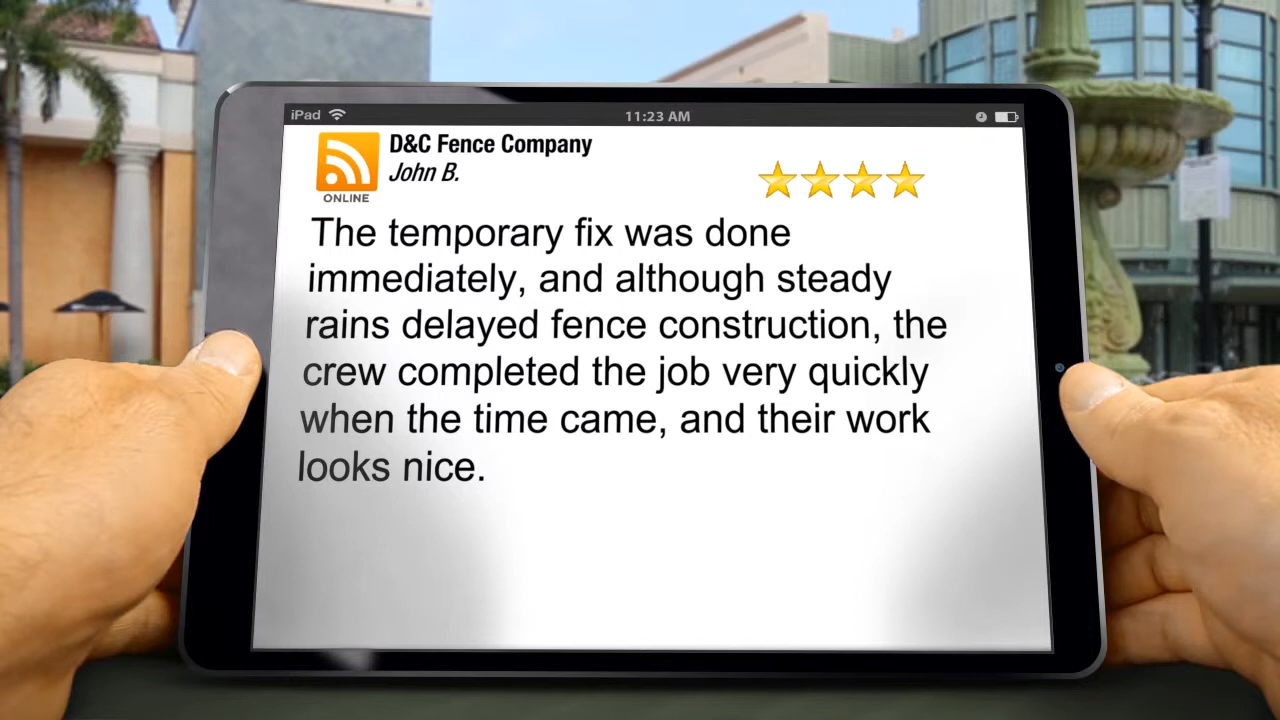 iPad 11:23 AM
D&C Fence Company
John B.
ONLINE
The temporary fix was done
immediately, and although steady
rains delayed fence construction, the
crew completed the job very quickly
when the time came, and their work
looks nice.